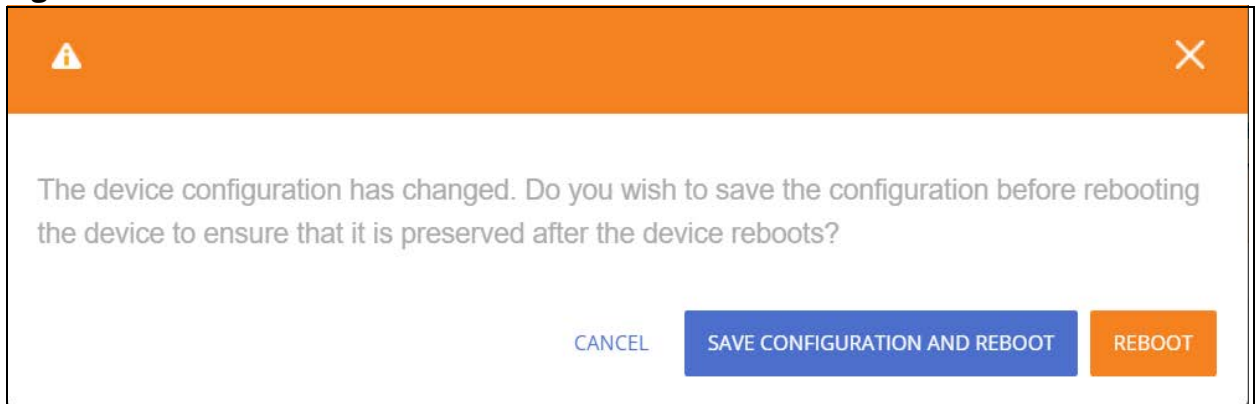 The device configuration has changed. Do you wish to save the configuration before rebooting
the device to ensure that it is preserved after the device reboots?
CANCEL SAVE CONFIGURATION AND REBOOT REBOOT